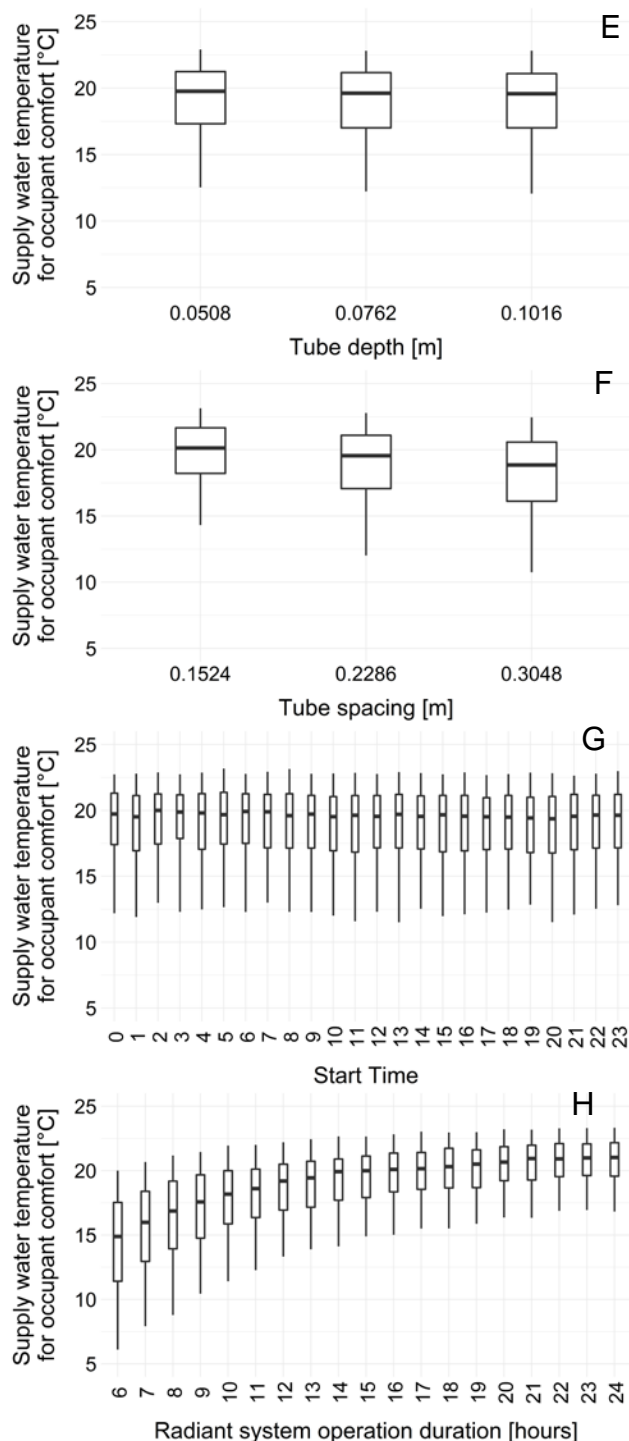 E
Supply water temperature
for occupant comfort [°C]
25
20
15
10
5
0.0508 0.0762 0.1016
Tube depth [m]
F
Supply water temperature
for occupant comfort [°C]
25
20
15
10
5
0.1524 0.2286 0.3048
Tube spacing [m]
G
Supply water temperature
for occupant comfort [°C]
25
20
15
10
5
0 1 2 3 4 5 6 7 8 9 10 11 12 13 14 15 16 17 18 19 20 21 22 23
Start Time
H
Supply water temperature
for occupant comfort [°C]
25
20
15
10
5
6 7 8 9 10 11 12 13 14 15 16 17 18 19 20 21 22 23 24
Radiant system operation duration [hours]